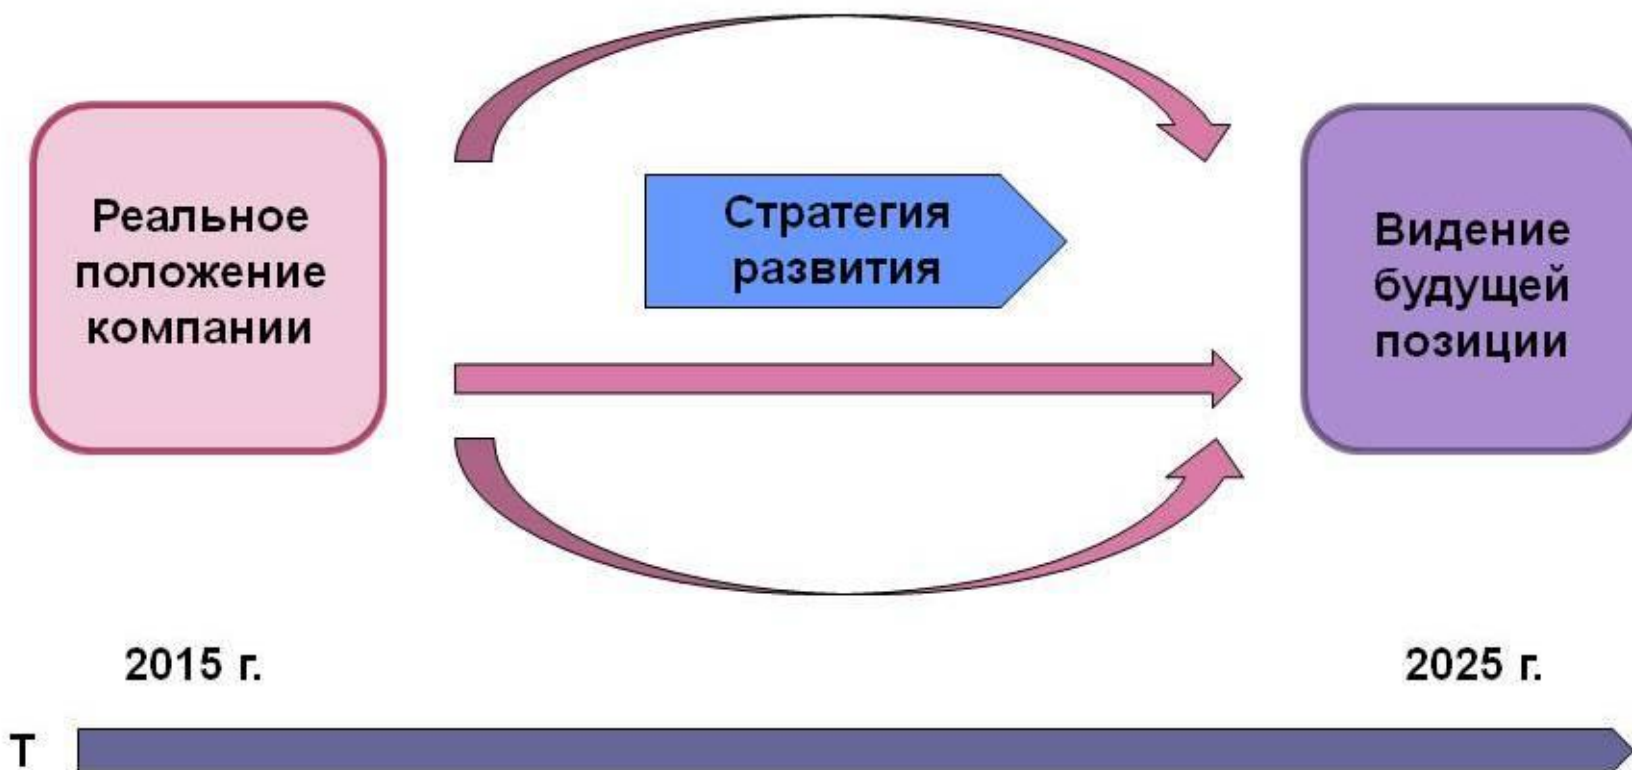 Реальное
положение
компании
Стратегия
развития
Видение
будущей
позиции
2015 г.
2025 г.
Т